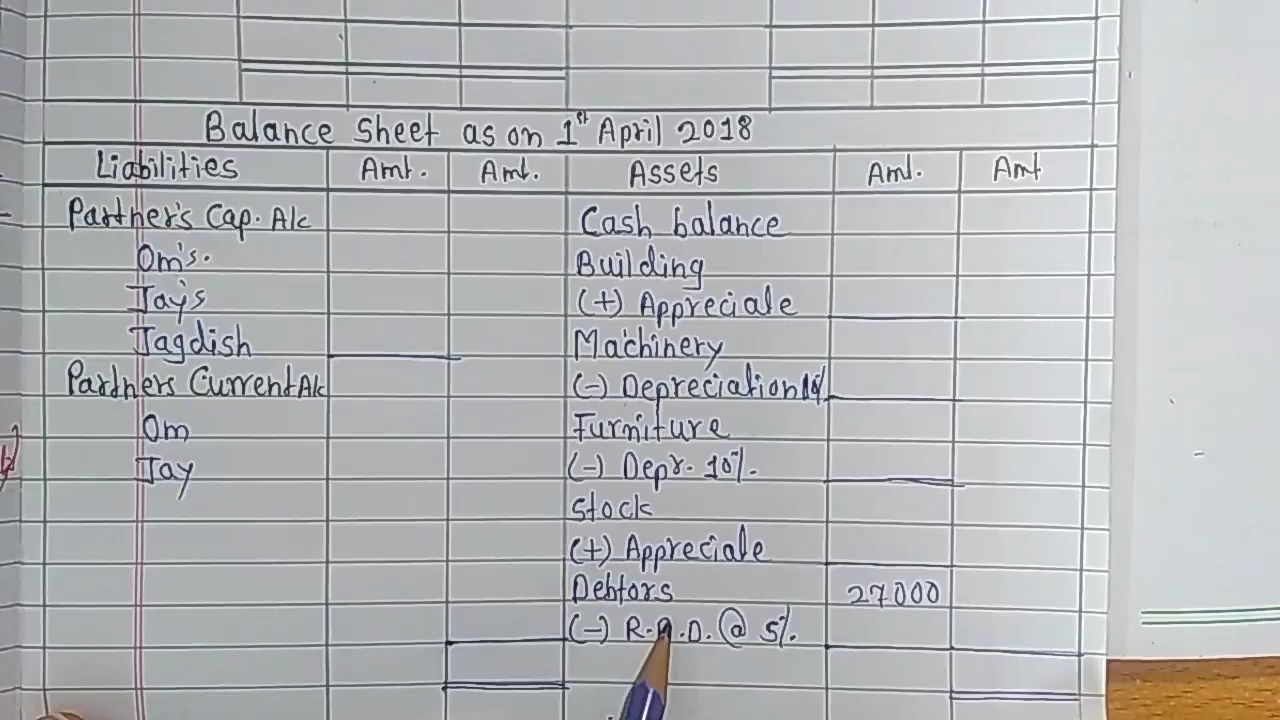 Balance Sheet as on 1st April 2018
Liabilities Amt. Amt. Assets Amt. Amt
Partner's Cap. A/c Cash balance
Om's. Building
Jay's (+) Appreciate
Jagdish Machinery
Partners Current A/c (-) Depreciation 10%
Om Furniture
Jay (-) Depr. 10%.
Stock
(+) Appreciate
Debtors 27000
(-) R.D.D. @ 5%.